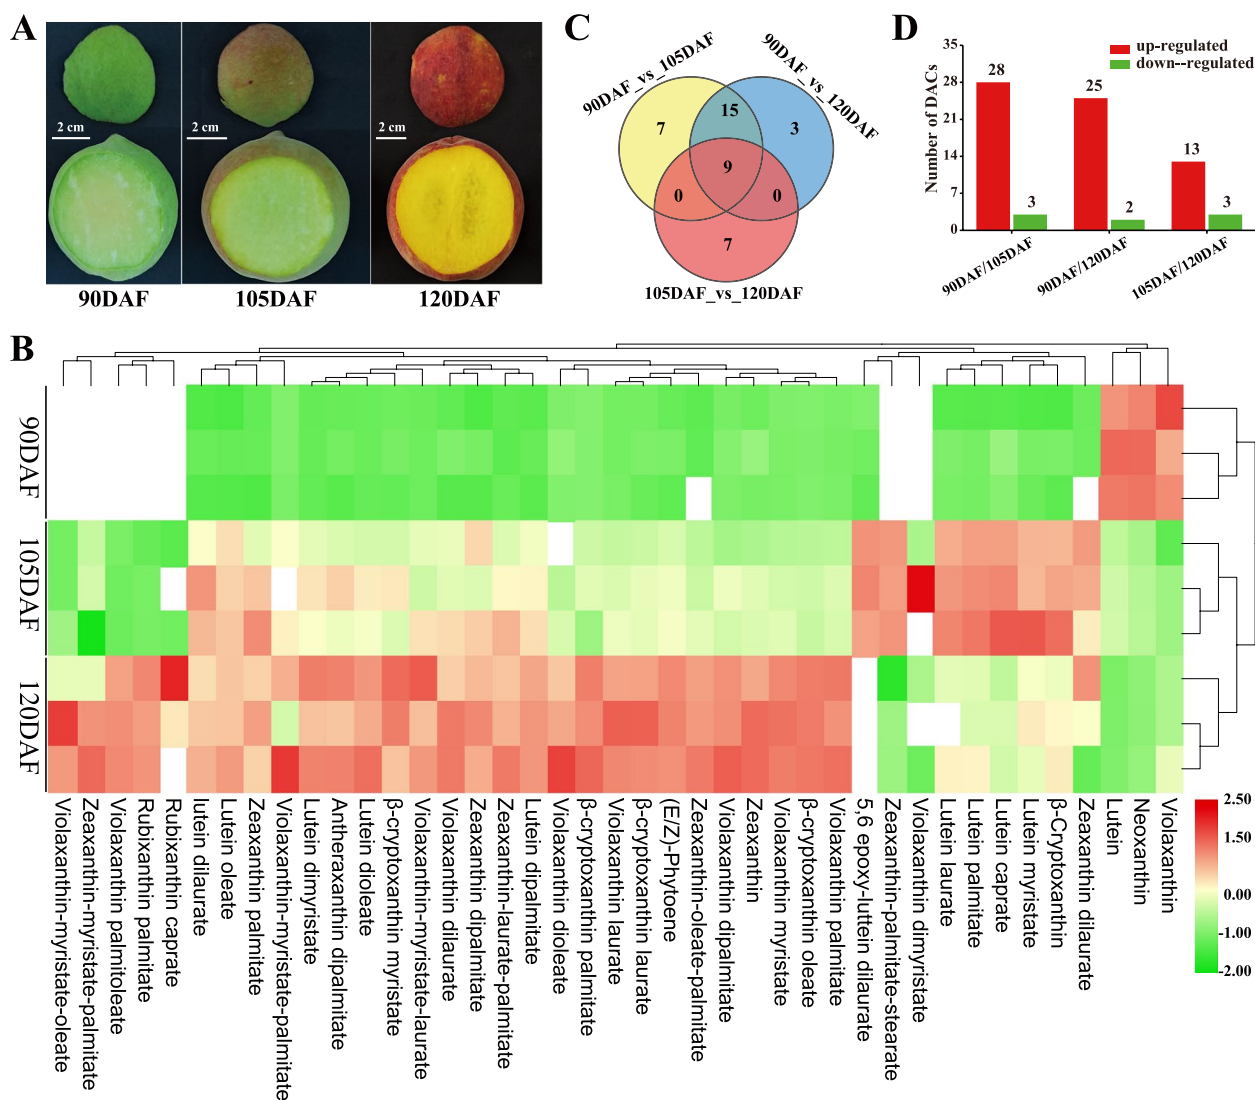 A
2 cm
2 cm
2 cm
90DAF
105DAF
120DAF
C
90DAF_vs_105DAF
90DAF_vs_120DAF
7
15
3
9
0
0
7
105DAF_vs_120DAF
D
up-regulated
down--regulated
Number of DACs
35
28
21
14
7
0
28
3
25
2
13
3
90DAF/105DAF
90DAF/120DAF
105DAF/120DAF
B
90DAF
105DAF
120DAF
Violaxanthin-myristate-oleate
Zeaxanthin-myristate-palmitate
Violaxanthin palmitoleate
Rubixanthin palmitate
Rubixanthin caprate
lutein dilaurate
Lutein oleate
Zeaxanthin palmitate
Violaxanthin-myristate-palmitate
Lutein dimyristate
Antheraxanthin dipalmitate
Lutein dioleate
β-cryptoxanthin myristate
Violaxanthin-myristate-laurate
Violaxanthin dilaurate
Zeaxanthin dipalmitate
Zeaxanthin-laurate-palmitate
Lutein dipalmitate
Violaxanthin dioleate
β-cryptoxanthin palmitate
Violaxanthin laurate
β-cryptoxanthin laurate
(E/Z)-Phytoene
Zeaxanthin-oleate-palmitate
Violaxanthin dipalmitate
Zeaxanthin
Violaxanthin myristate
β-cryptoxanthin oleate
Violaxanthin palmitate
5,6 epoxy-luttein dilaurate
Zeaxanthin-palmitate-stearate
Violaxanthin dimyristate
Lutein laurate
Lutein palmitate
Lutein caprate
Lutein myristate
β-Cryptoxanthin
Zeaxanthin dilaurate
Lutein
Neoxanthin
Violaxanthin
2.50
1.50
0.00
-1.00
-2.00